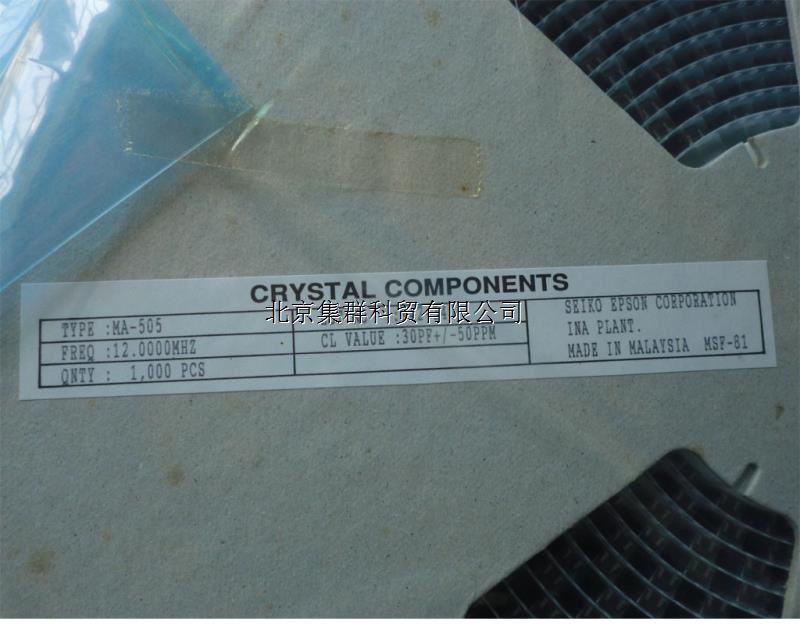 CRYSTAL COMPONENTS
北京集群科贸有限公司
TYPE :MA-505
FREQ :12.0000MHZ
QNTY : 1,000 PCS
CL VALUE :30PF+/-50PPM
SEIKO EPSON CORPORATION
INA PLANT.
MADE IN MALAYSIA MSF-81